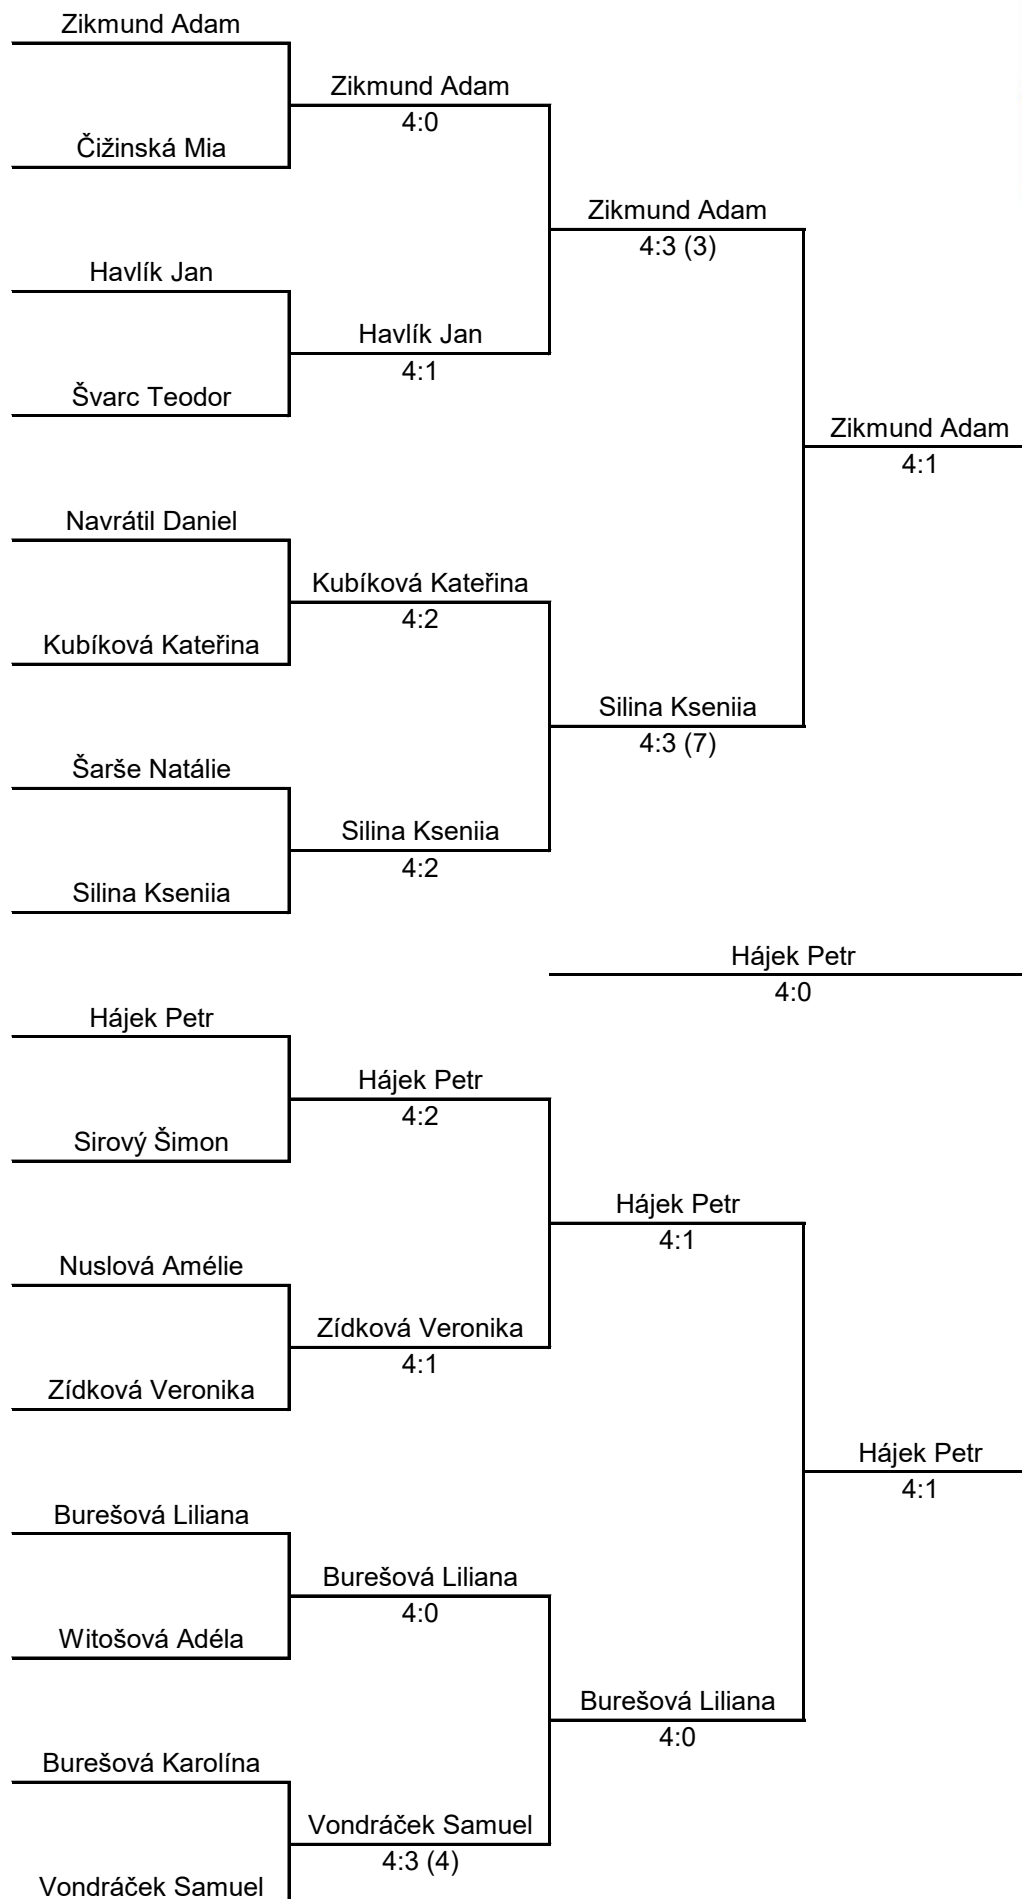 Zikmund Adam
Zikmund Adam
4:0
Čižinská Mia
Zikmund Adam
4:3 (3)
Havlík Jan
Havlík Jan
4:1
Švarc Teodor
Zikmund Adam
4:1
Navrátil Daniel
Kubíková Kateřina
4:2
Kubíková Kateřina
Silina Kseniia
4:3 (7)
Šarše Natálie
Silina Kseniia
4:2
Silina Kseniia
Hájek Petr
4:0
Hájek Petr
Hájek Petr
4:2
Sirový Šimon
Hájek Petr
4:1
Nuslová Amélie
Zídková Veronika
4:1
Zídková Veronika
Hájek Petr
4:1
Burešová Liliana
Burešová Liliana
4:0
Witošová Adéla
Burešová Liliana
4:0
Burešová Karolína
Vondráček Samuel
4:3 (4)
Vondráček Samuel